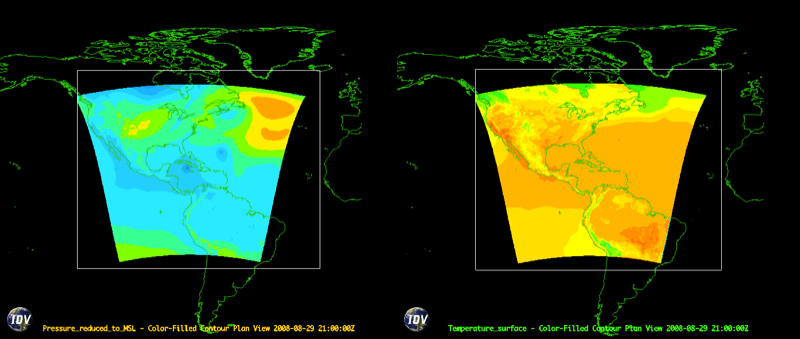 IDV
Pressure_reduced_to_MSL - Color-Filled Contour Plan View 2008-08-29 21:00:00Z
IDV
Temperature_surface - Color-Filled Contour Plan View 2008-08-29 21:00:00Z